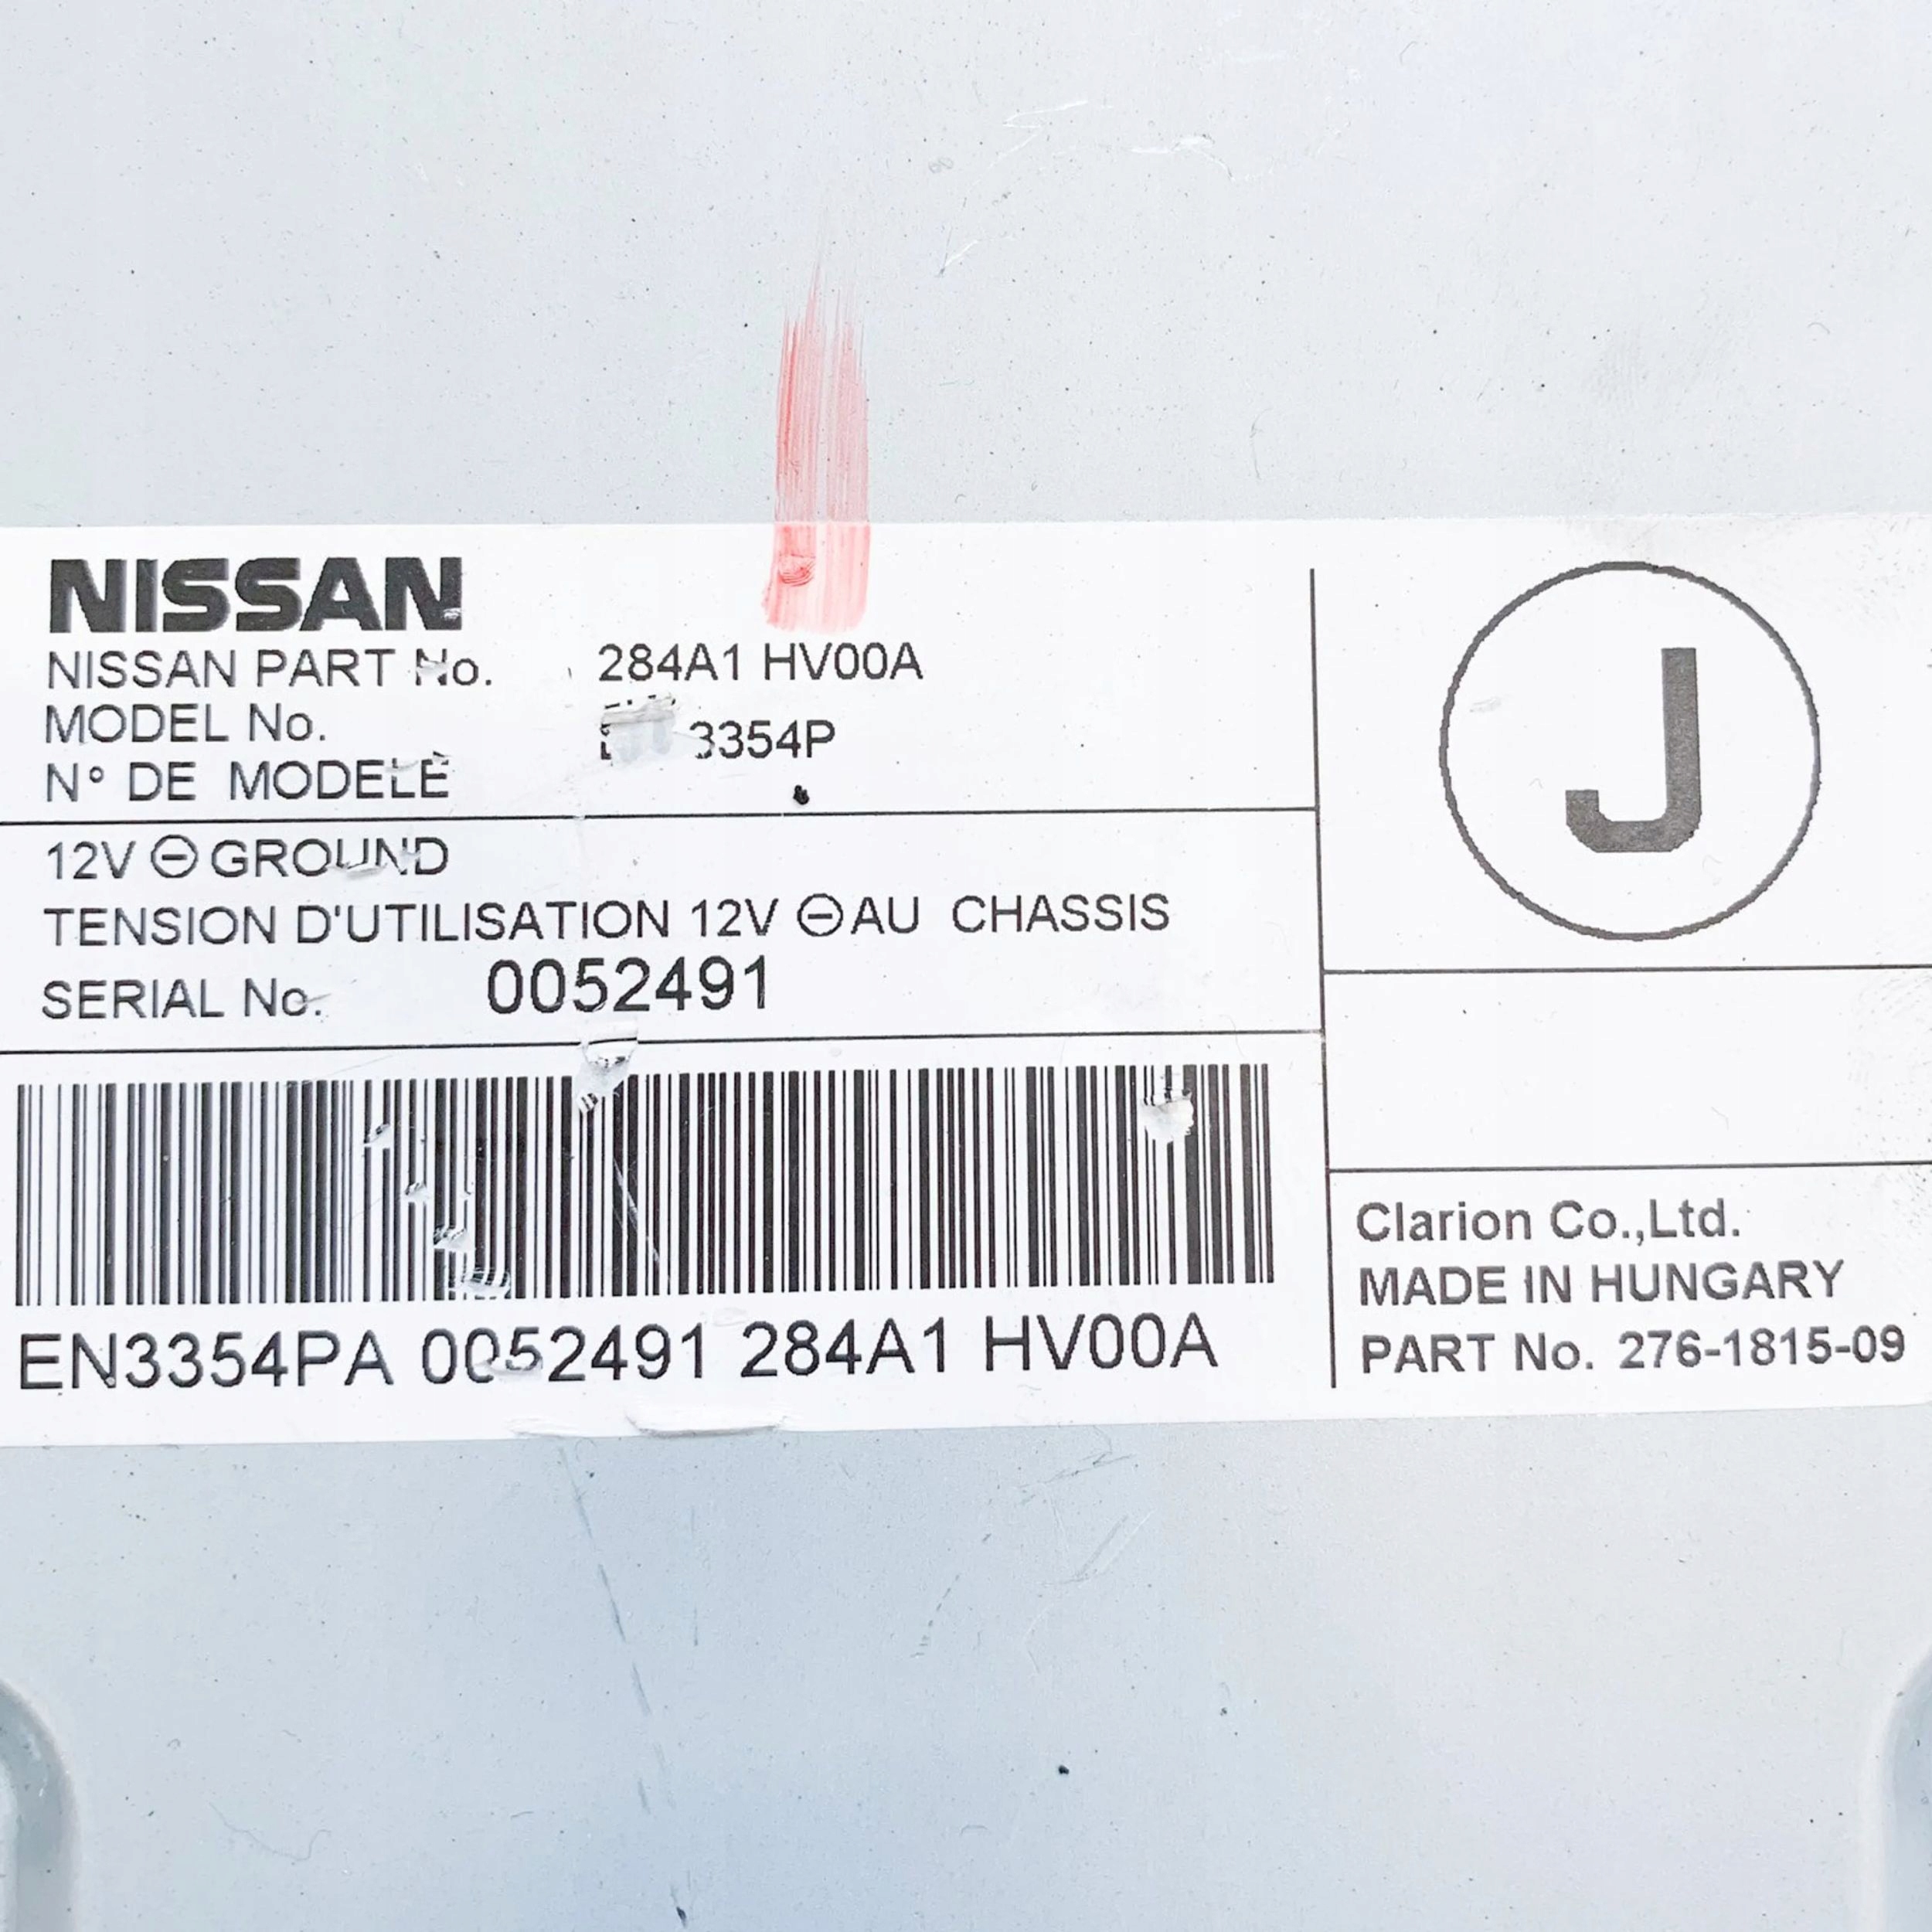 NISSAN
NISSAN PART No. 284A1 HV00A
MODEL No.
N° DE MODELÈ 3354P
12V ⊖ GROUND
TENSION D'UTILISATION 12V ⊖ AU CHASSIS
SERIAL No. 0052491
EN3354PA 0052491 284A1 HV00A
J
Clarion Co.,Ltd.
MADE IN HUNGARY
PART No. 276-1815-09